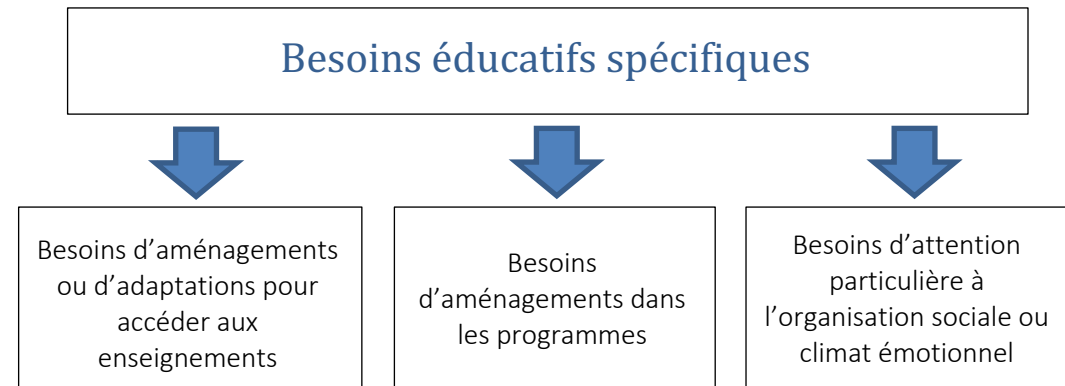 Besoins éducatifs spécifiques
Besoins d’aménagements
ou d’adaptations pour
accéder aux
enseignements
Besoins
d’aménagements dans
les programmes
Besoins d’attention
particulière à
l’organisation sociale ou
climat émotionnel